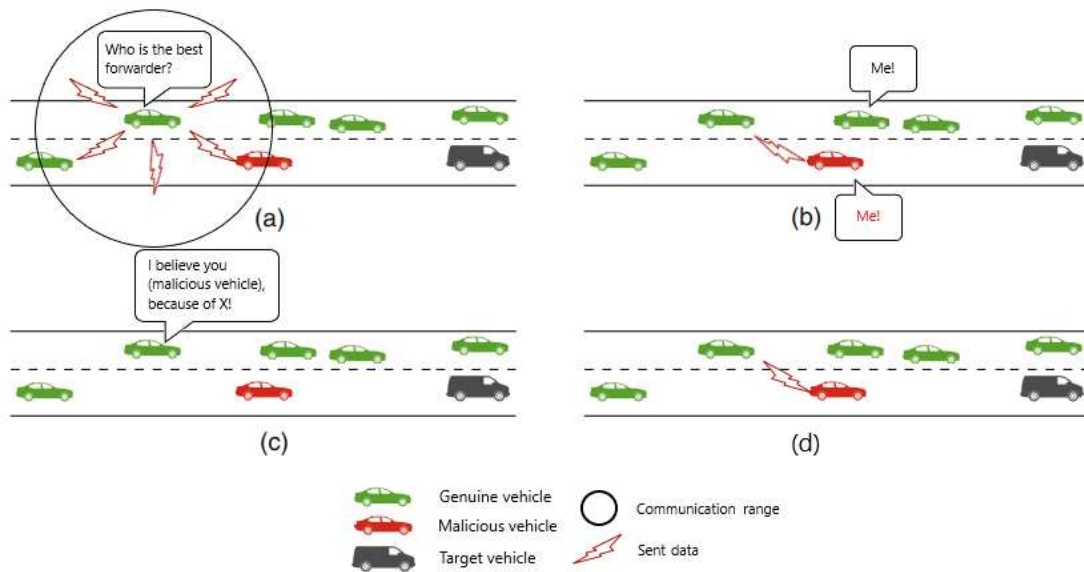 Who is the best
forwarder?
(a)
Me!
(b)
Me!
I believe you
(malicious vehicle),
because of X!
(c)
(d)
Genuine vehicle
Malicious vehicle
Target vehicle
Communication range
Sent data